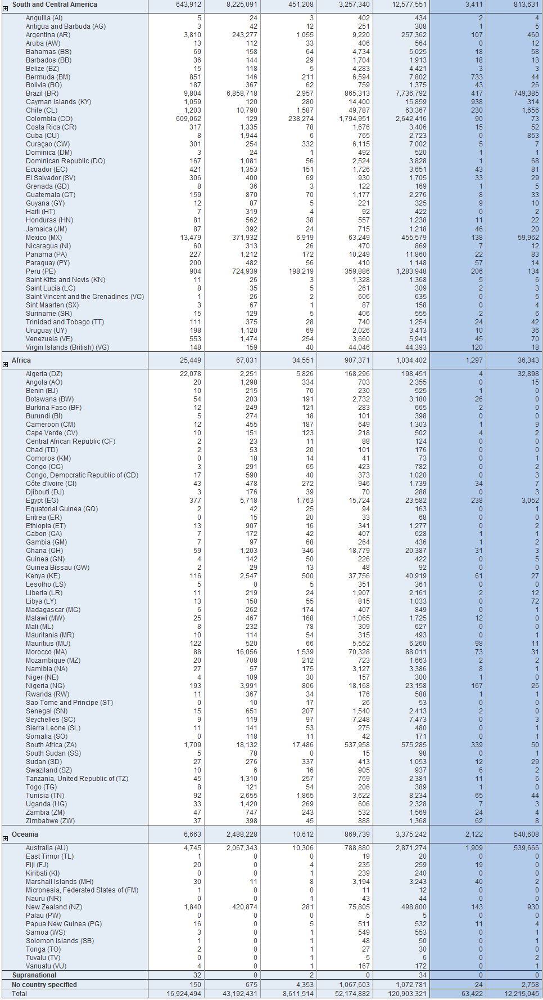 South and Central America 643,912 8,225,091 451,208 3,257,340 12,577,551 3,411 813,631
Anguilla (AI) 5 24 3 402 434 2 4
Antigua and Barbuda (AG) 3 42 12 251 308 1 5
Argentina (AR) 3,810 243,277 1,055 9,220 257,362 107 460
Aruba (AW) 13 112 33 406 564 0 12
Bahamas (BS) 69 158 64 4,734 5,025 18 58
Barbados (BB) 36 144 29 1,704 1,913 18 13
Belize (BZ) 15 118 5 4,283 4,421 3 3
Bermuda (BM) 851 146 211 6,594 7,802 733 44
Bolivia (BO) 187 367 62 759 1,375 43 26
Brazil (BR) 9,804 6,858,718 2,957 865,313 7,736,792 417 749,385
Cayman Islands (KY) 1,059 120 280 14,400 15,859 938 314
Chile (CL) 1,203 10,790 1,587 49,787 63,367 230 1,656
Colombia (CO) 609,062 129 238,274 1,794,951 2,642,416 90 73
Costa Rica (CR) 317 1,335 78 1,676 3,406 15 52
Cuba (CU) 8 1,944 6 765 2,723 0 853
Curaçao (CW) 301 254 332 6,115 7,002 5 7
Dominica (DM) 3 24 1 492 520 1 1
Dominican Republic (DO) 167 1,081 56 2,524 3,828 1 68
Ecuador (EC) 421 1,353 151 1,726 3,651 43 81
El Salvador (SV) 306 400 69 930 1,705 33 29
Grenada (GD) 8 36 3 122 169 1 5
Guatemala (GT) 159 870 70 1,177 2,276 8 33
Guyana (GY) 12 87 5 221 325 9 10
Haiti (HT) 7 319 4 92 422 0 2
Honduras (HN) 81 562 38 557 1,238 11 22
Jamaica (JM) 87 392 24 715 1,218 46 20
Mexico (MX) 13,479 371,932 6,919 63,249 455,579 138 59,962
Nicaragua (NI) 60 313 26 470 869 7 12
Panama (PA) 227 1,212 172 10,249 11,860 22 83
Paraguay (PY) 200 482 56 410 1,148 57 14
Peru (PE) 904 724,939 198,219 359,886 1,283,948 206 134
Saint Kitts and Nevis (KN) 11 26 3 1,328 1,368 5 6
Saint Lucia (LC) 8 35 5 261 309 2 3
Saint Vincent and the Grenadines (VC) 1 26 2 606 635 0 5
Sint Maarten (SX) 3 67 1 87 158 0 4
Suriname (SR) 15 129 5 406 555 2 6
Trinidad and Tobago (TT) 111 375 28 740 1,254 24 42
Uruguay (UY) 198 1,120 69 2,026 3,413 10 36
Venezuela (VE) 553 1,474 254 3,660 5,941 45 70
Virgin Islands (British) (VG) 148 159 40 44,046 44,393 120 18
Africa 25,449 67,031 34,551 907,371 1,034,402 1,297 36,343
Algeria (DZ) 22,078 2,251 5,826 168,296 198,451 4 32,898
Angola (AO) 20 1,298 334 703 2,355 0 15
Benin (BJ) 10 215 70 230 525 1 0
Botswana (BW) 54 203 191 2,732 3,180 26 0
Burkina Faso (BF) 12 249 121 283 665 2 0
Burundi (BI) 5 274 18 101 398 0 0
Cameroon (CM) 12 455 187 649 1,303 1 9
Cape Verde (CV) 10 151 123 218 502 4 2
Central African Republic (CF) 2 23 11 88 124 0 0
Chad (TD) 2 53 20 101 176 0 0
Comoros (KM) 0 18 14 41 73 0 1
Congo (CG) 3 291 65 423 782 0 2
Congo, Democratic Republic of (CD) 17 590 40 373 1,020 0 3
Côte d'Ivoire (CI) 43 478 272 946 1,739 34 7
Djibouti (DJ) 3 176 39 70 288 0 3
Egypt (EG) 377 5,718 1,763 15,724 23,582 238 3,052
Equatorial Guinea (GQ) 2 42 25 94 163 0 1
Eritrea (ER) 0 15 20 33 68 0 0
Ethiopia (ET) 13 907 16 341 1,277 0 2
Gabon (GA) 7 172 42 407 628 1 1
Gambia (GM) 7 97 68 264 436 1 2
Ghana (GH) 59 1,203 346 18,779 20,387 31 3
Guinea (GN) 4 142 50 226 422 0 5
Guinea Bissau (GW) 2 29 13 48 92 0 0
Kenya (KE) 116 2,547 500 37,756 40,919 61 27
Lesotho (LS) 5 0 5 351 361 0 0
Liberia (LR) 11 219 24 1,907 2,161 2 12
Libya (LY) 13 150 55 815 1,033 0 72
Madagascar (MG) 6 262 174 407 849 0 1
Malawi (MW) 25 467 168 1,065 1,725 12 0
Mali (ML) 8 232 78 309 627 0 0
Mauritania (MR) 10 114 54 315 493 0 1
Mauritius (MU) 122 520 66 5,552 6,260 98 11
Morocco (MA) 88 16,056 1,539 70,328 88,011 73 31
Mozambique (MZ) 20 708 212 723 1,663 2 2
Namibia (NA) 27 57 175 3,127 3,386 8 1
Niger (NE) 4 109 30 157 300 1 0
Nigeria (NG) 193 3,991 806 18,168 23,158 167 26
Rwanda (RW) 11 367 34 176 588 1 1
Sao Tome and Principe (ST) 0 10 17 26 53 0 0
Senegal (SN) 15 651 207 1,540 2,413 2 0
Seychelles (SC) 9 119 97 7,248 7,473 0 3
Sierra Leone (SL) 11 141 53 275 480 0 1
Somalia (SO) 0 118 11 42 171 0 1
South Africa (ZA) 1,709 18,132 17,486 537,958 575,285 339 50
South Sudan (SS) 5 78 0 15 98 0 1
Sudan (SD) 27 276 337 413 1,053 12 29
Swaziland (SZ) 10 6 16 905 937 6 2
Tanzania, United Republic of (TZ) 45 1,310 257 769 2,381 11 6
Togo (TG) 8 121 54 206 389 1 0
Tunisia (TN) 92 2,655 1,865 3,622 8,234 65 44
Uganda (UG) 33 1,420 269 606 2,328 7 3
Zambia (ZM) 47 747 243 532 1,569 24 4
Zimbabwe (ZW) 37 398 45 888 1,368 62 8
Oceania 6,663 2,488,228 10,612 869,739 3,375,242 2,122 540,608
Australia (AU) 4,745 2,067,343 10,306 788,880 2,871,274 1,909 539,666
East Timor (TL) 1 0 0 19 20 0 0
Fiji (FJ) 20 0 4 235 259 19 0
Kiribati (KI) 0 0 1 239 240 0 0
Marshall Islands (MH) 30 11 8 3,194 3,243 40 2
Micronesia, Federated States of (FM) 1 0 0 11 12 0 0
Nauru (NR) 0 0 1 43 44 0 0
New Zealand (NZ) 1,840 420,874 281 75,805 498,800 143 930
Palau (PW) 0 0 0 5 5 0 0
Papua New Guinea (PG) 16 0 5 511 532 11 4
Samoa (WS) 3 0 1 549 553 0 1
Solomon Islands (SB) 1 0 1 48 50 0 1
Tonga (TO) 2 0 1 27 30 0 0
Tuvalu (TV) 0 0 1 5 6 0 2
Vanuatu (VU) 4 0 1 167 172 0 1
Supranational 32 0 2 0 34 0 0
No country specified 150 675 4,353 1,067,603 1,072,781 24 2,758
Total 16,924,494 43,192,431 8,611,514 52,174,882 120,903,321 63,422 12,215,045